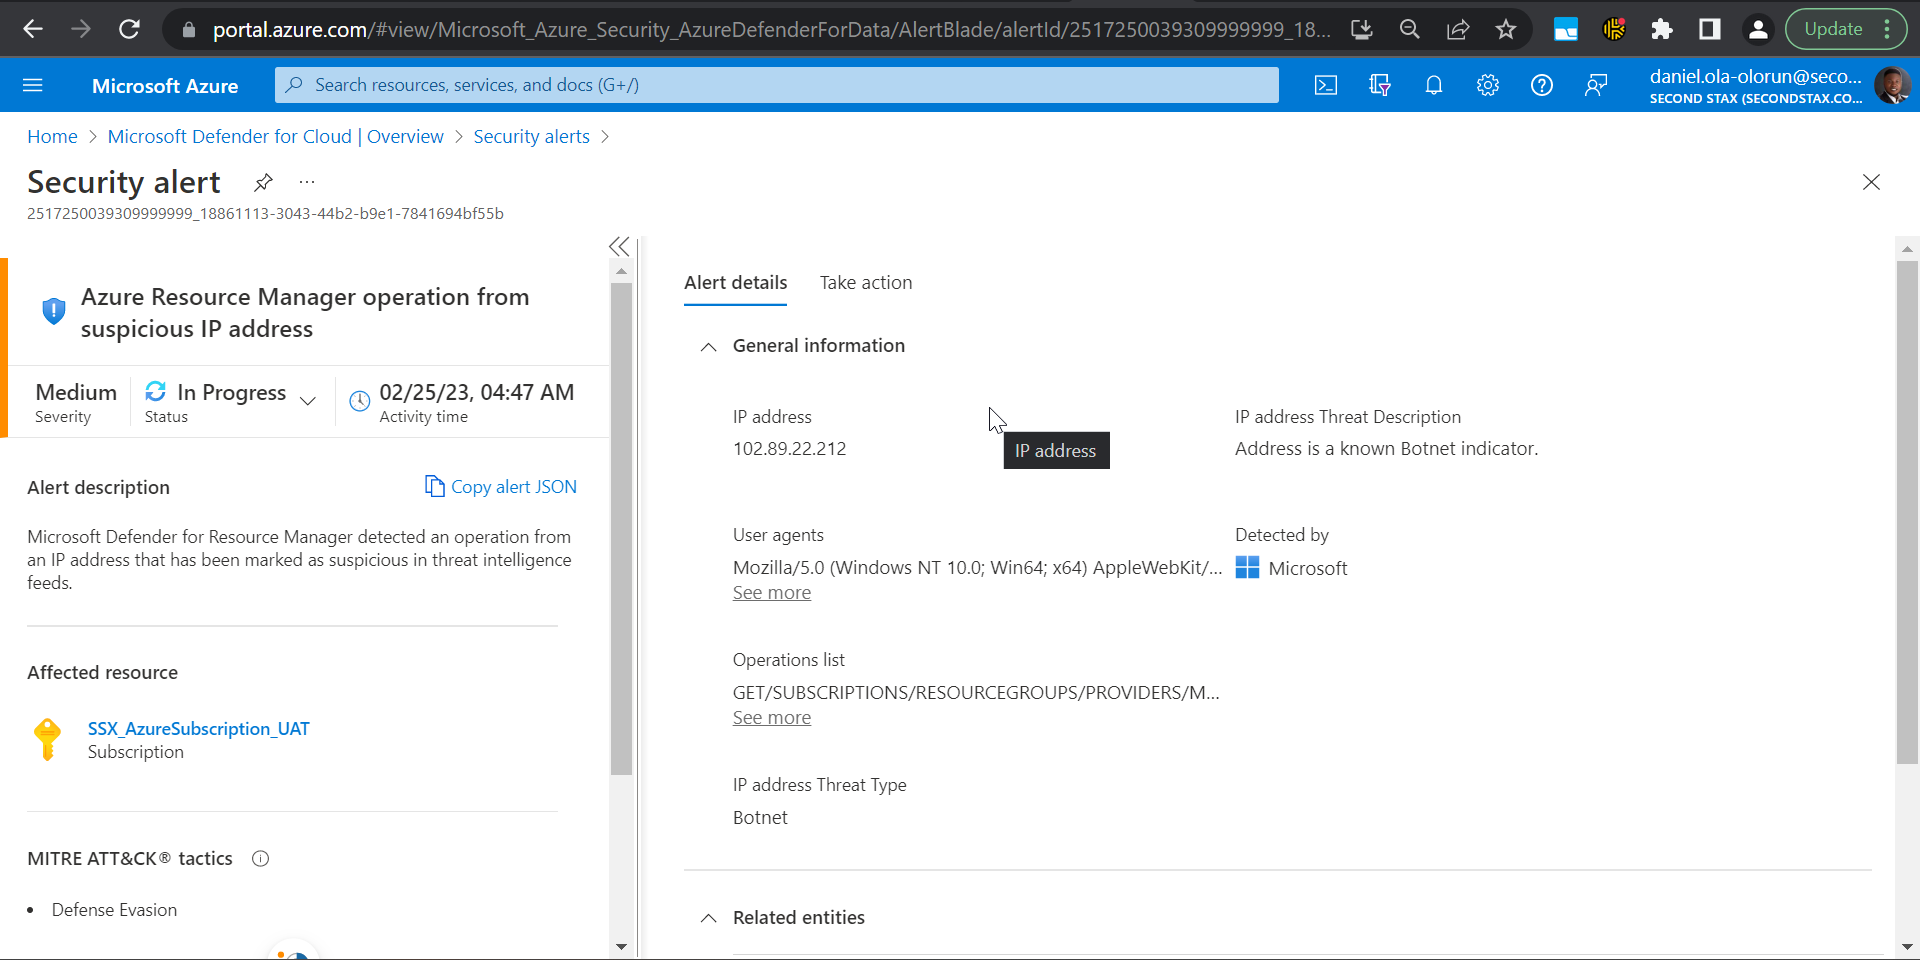 portal.azure.com/#view/Microsoft_Azure_Security_AzureDefenderForData/AlertBlade/alertId/2517250039309999999_18...
Update
Microsoft Azure
Search resources, services, and docs (G+/)
daniel.ola-olorun@seco...
SECOND STAX (SECONDSTAX.CO...
Home > Microsoft Defender for Cloud | Overview > Security alerts >
Security alert
...
2517250039309999999_18861113-3043-44b2-b9e1-7841694bf55b
Azure Resource Manager operation from
suspicious IP address
Medium
Severity
In Progress
Status
02/25/23, 04:47 AM
Activity time
Alert description
Copy alert JSON
Microsoft Defender for Resource Manager detected an operation from
an IP address that has been marked as suspicious in threat intelligence
feeds.
Affected resource
SSX_AzureSubscription_UAT
Subscription
MITRE ATT&CK® tactics
• Defense Evasion
Alert details
Take action
General information
IP address
102.89.22.212
IP address
IP address Threat Description
Address is a known Botnet indicator.
User agents
Mozilla/5.0 (Windows NT 10.0; Win64; x64) AppleWebKit/...
See more
Detected by
Microsoft
Operations list
GET/SUBSCRIPTIONS/RESOURCEGROUPS/PROVIDERS/M...
See more
IP address Threat Type
Botnet
Related entities